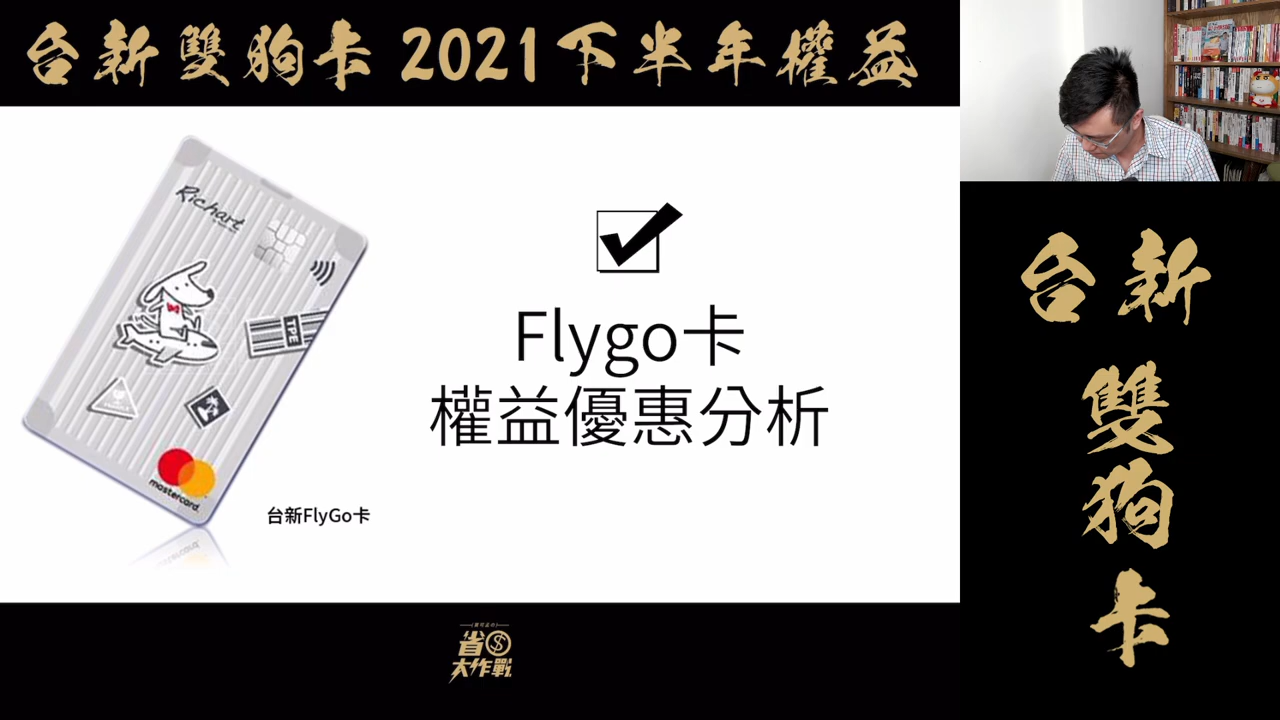 台新雙狗卡 2021下半年權益
Richart
TPE
mastercard.
台新FlyGo卡
Flygo卡
權益優惠分析
省
大作戰
台新
雙
狗
卡